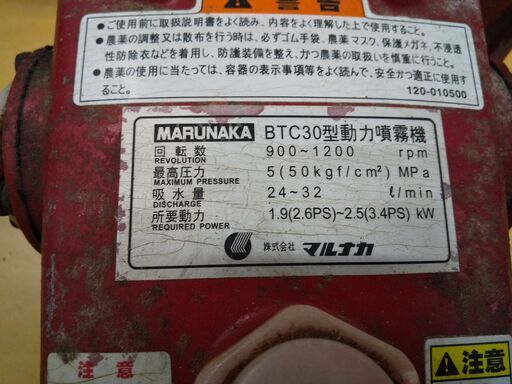 警告
●ご使用前に取扱説明書をよく読み、内容をよく理解した上で使用すること。
●農薬の調整又は散布を行う時は、必ずゴム手袋、農薬マスク、保護メガネ、不浸透
性防除衣などを着用し、防護装備を整え、力つ農薬の取扱いを慎重に行うこと。
●農薬の使用に当たっては、容器の表示事項等をよく読んで、安全かつ適正に使用す
ること。
120-010500
MARUNAKA BTC30型動力噴霧機
回転数 900~1200 rpm
REVOLUTION
最高圧力 5(50kgf/cm²) MPa
MAXIMUM PRESSURE
吸水量 24~32 ℓ/min
DISCHARGE
所要動力 1.9(2.6PS)~2.5(3.4PS) kW
REQUIRED POWER
株式会社 マルナカ
注意
注意